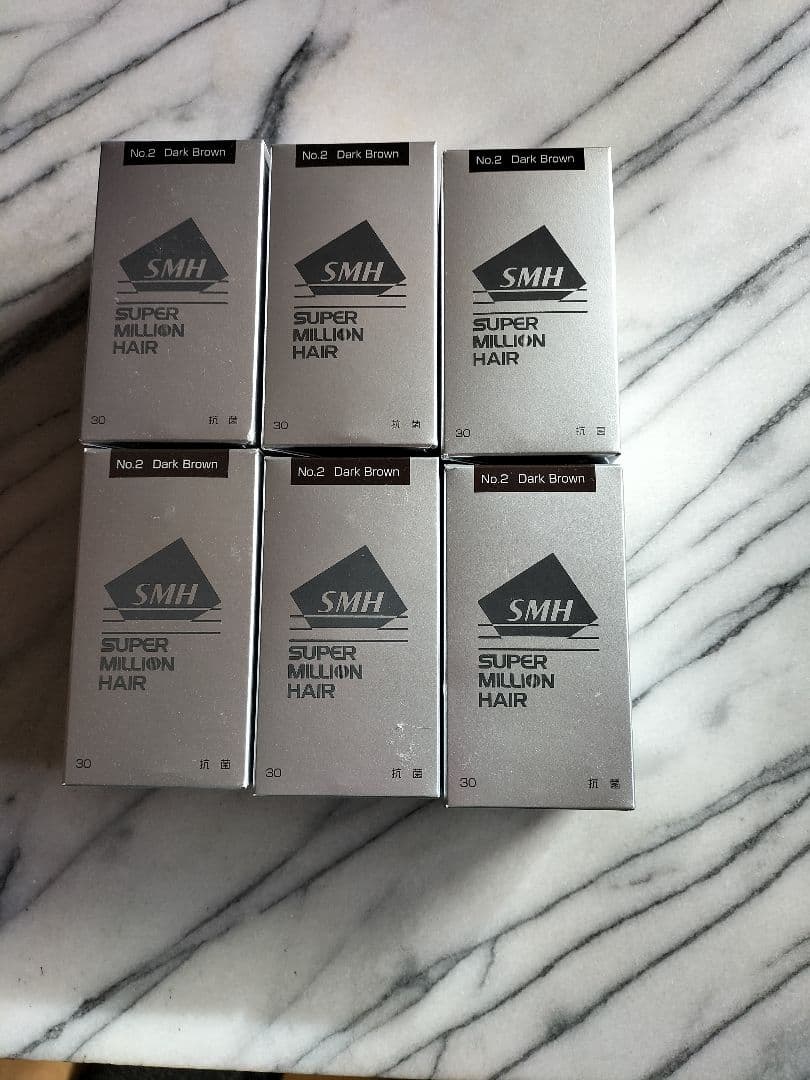 No.2 Dark Brown
SMH
SUPER
MILLION
HAIR
30 抗菌
No.2 Dark Brown
SMH
SUPER
MILLION
HAIR
30 抗菌
No.2 Dark Brown
SMH
SUPER
MILLION
HAIR
30 抗菌
No.2 Dark Brown
SMH
SUPER
MILLION
HAIR
30 抗菌
No.2 Dark Brown
SMH
SUPER
MILLION
HAIR
30 抗菌
No.2 Dark Brown
SMH
SUPER
MILLION
HAIR
30 抗菌